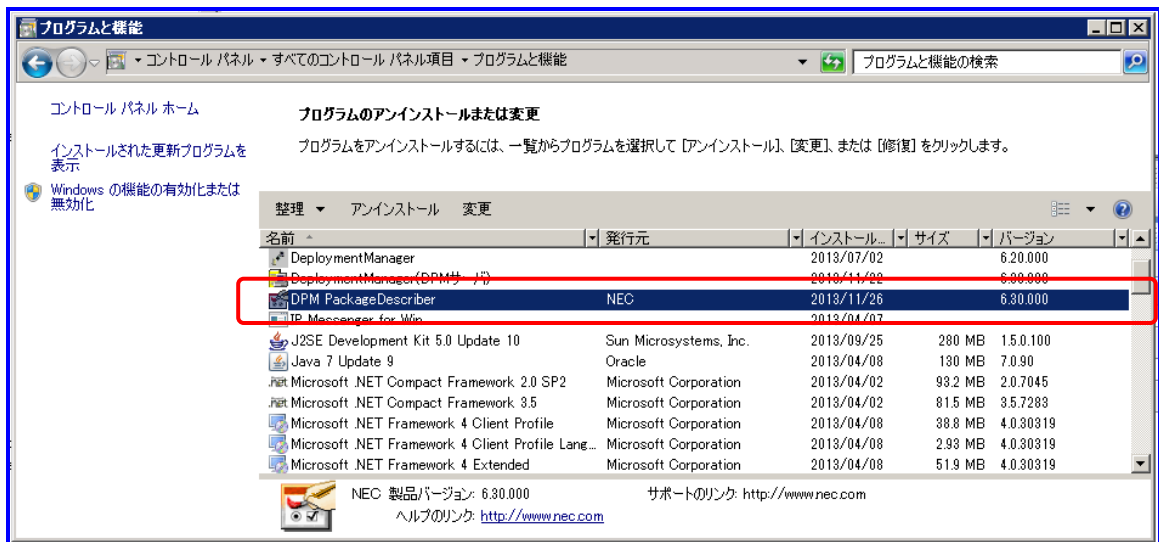 プログラムと機能
コントロール パネル すべてのコントロール パネル項目 プログラムと機能
プログラムと機能の検索
コントロール パネル ホーム
インストールされた更新プログラムを
表示
Windows の機能の有効化または
無効化
プログラムのアンインストールまたは変更
プログラムをアンインストールするには、一覧からプログラムを選択して [アンインストール]、[変更]、または [修復] をクリックします。
整理 アンインストール 変更
名前 発行元 インストール... サイズ バージョン
DeploymentManager 2013/07/02 6.20.000
DeploymentManager(DPMサーバ) 2013/11/22 6.30.000
DPM PackageDescriber NEC 2013/11/26 6.30.000
IP Messenger for Win 2013/04/07
J2SE Development Kit 5.0 Update 10 Sun Microsystems, Inc. 2013/09/25 280 MB 1.5.0.100
Java 7 Update 9 Oracle 2013/04/08 130 MB 7.0.90
Microsoft .NET Compact Framework 2.0 SP2 Microsoft Corporation 2013/04/02 93.2 MB 2.0.7045
Microsoft .NET Compact Framework 3.5 Microsoft Corporation 2013/04/02 81.5 MB 3.5.7283
Microsoft .NET Framework 4 Client Profile Microsoft Corporation 2013/04/08 38.8 MB 4.0.30319
Microsoft .NET Framework 4 Client Profile Lang... Microsoft Corporation 2013/04/08 2.93 MB 4.0.30319
Microsoft .NET Framework 4 Extended Microsoft Corporation 2013/04/08 51.9 MB 4.0.30319
NEC 製品バージョン: 6.30.000 サポートのリンク: http://www.nec.com
ヘルプのリンク: http://www.nec.com